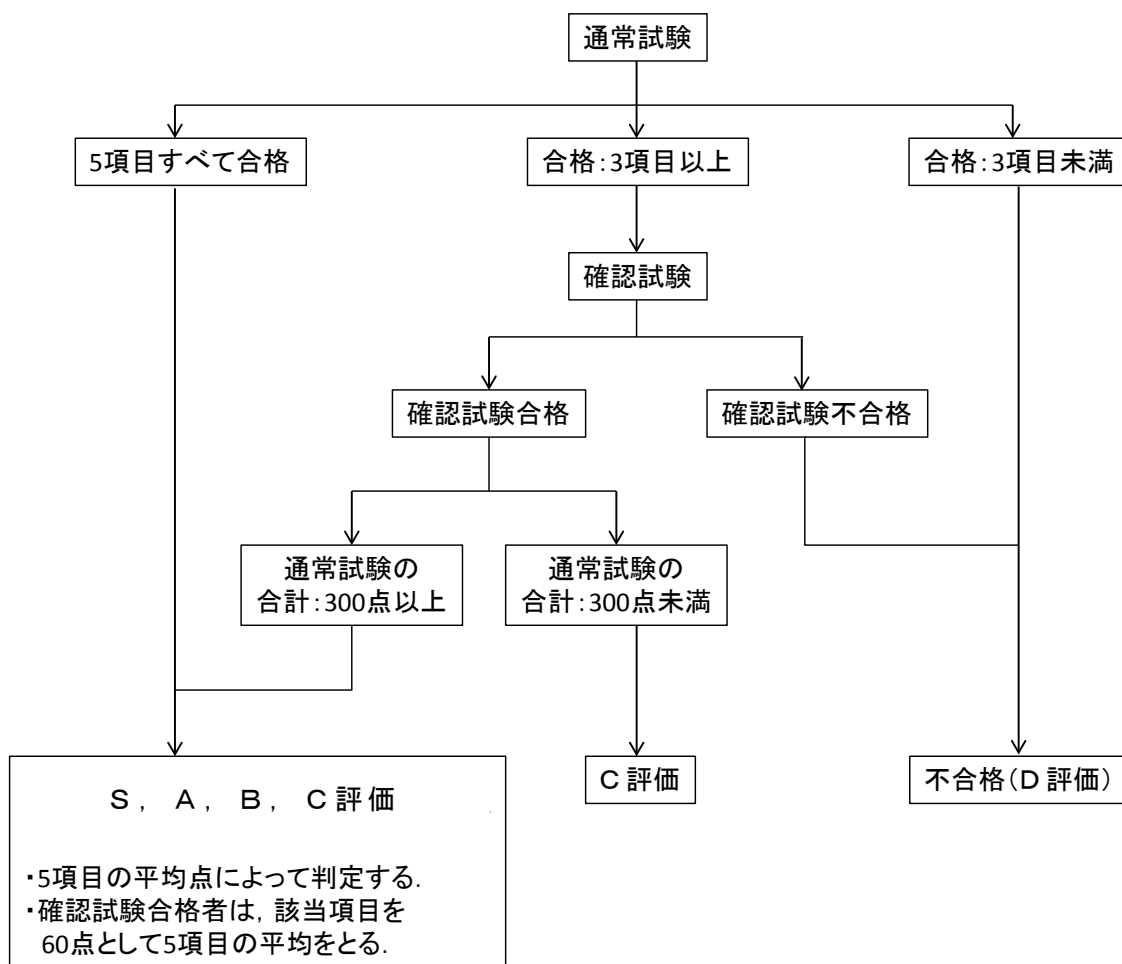 通常試験
5項目すべて合格
合格:3項目以上
合格:3項目未満
確認試験
確認試験合格
確認試験不合格
通常試験の
合計:300点以上
通常試験の
合計:300点未満
S, A, B, C評価
・5項目の平均点によって判定する.
・確認試験合格者は, 該当項目を
60点として5項目の平均をとる.
C評価
不合格(D評価)